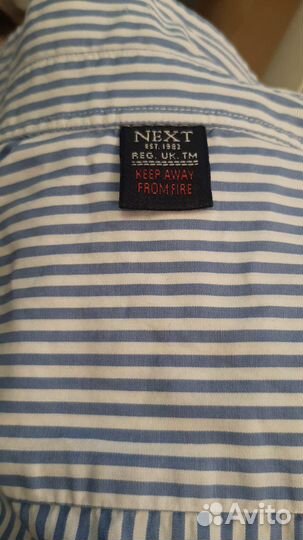 NEXT
EST. 1982
REG. UK. TM
KEEP AWAY
FROM FIRE
Avito